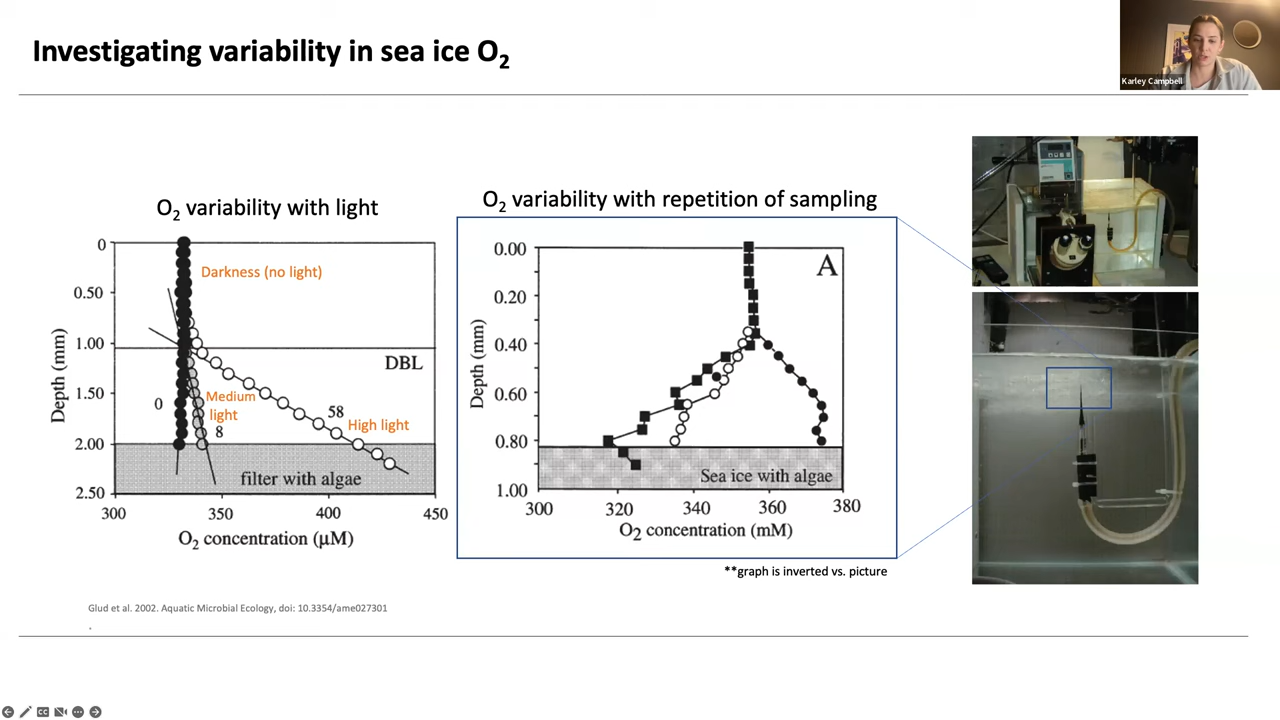 Investigating variability in sea ice O₂
Karley Campbell
O₂ variability with light
0
0.50
1.00
1.50
2.00
2.50
Depth (mm)
Darkness (no light)
DBL
0
Medium
light
8
58
High light
filter with algae
300
350
400
450
O₂ concentration (µM)
O₂ variability with repetition of sampling
0.00
0.20
0.40
0.60
0.80
1.00
Depth (mm)
A
Sea ice with algae
300
320
340
360
380
O₂ concentration (mM)
**graph is inverted vs. picture
Glud et al. 2002. Aquatic Microbial Ecology, doi: 10.3354/ame027301
.
CC